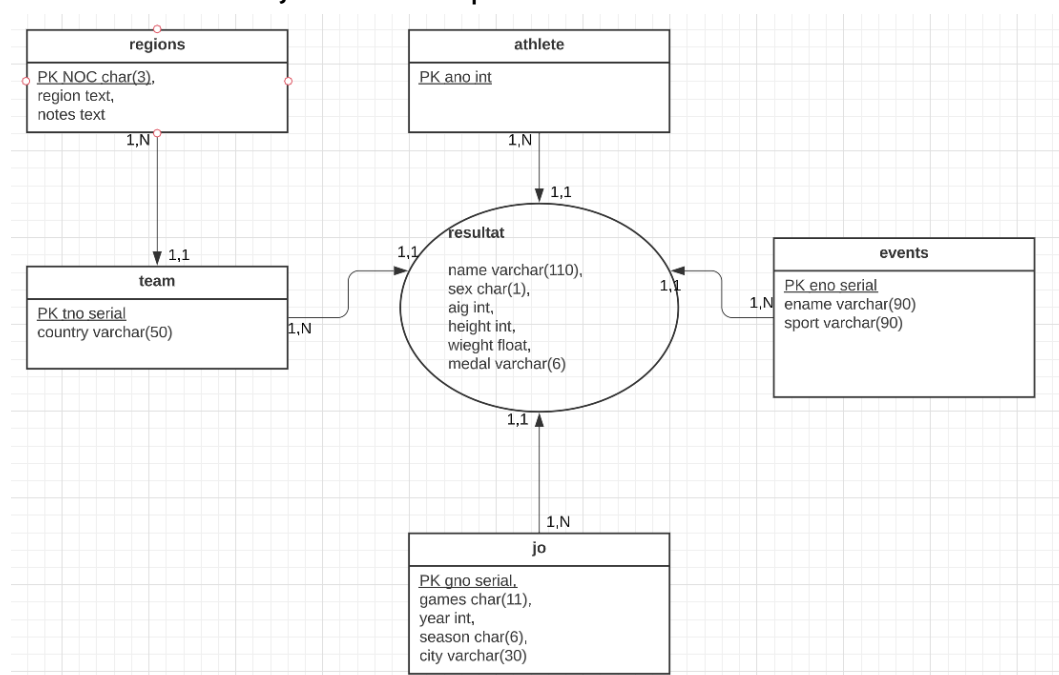 regions
PK NOC char(3),
region text,
notes text
1,N
1,1
athlete
PK ano int
1,N
1,1
team
PK tno serial
country varchar(50)
1,N
1,1
resultat
name varchar(110),
sex char(1),
aig int,
height int,
wieght float,
medal varchar(6)
1,1
1,N
events
PK eno serial
ename varchar(90)
sport varchar(90)
1,1
1,N
jo
PK gno serial,
games char(11),
year int,
season char(6),
city varchar(30)